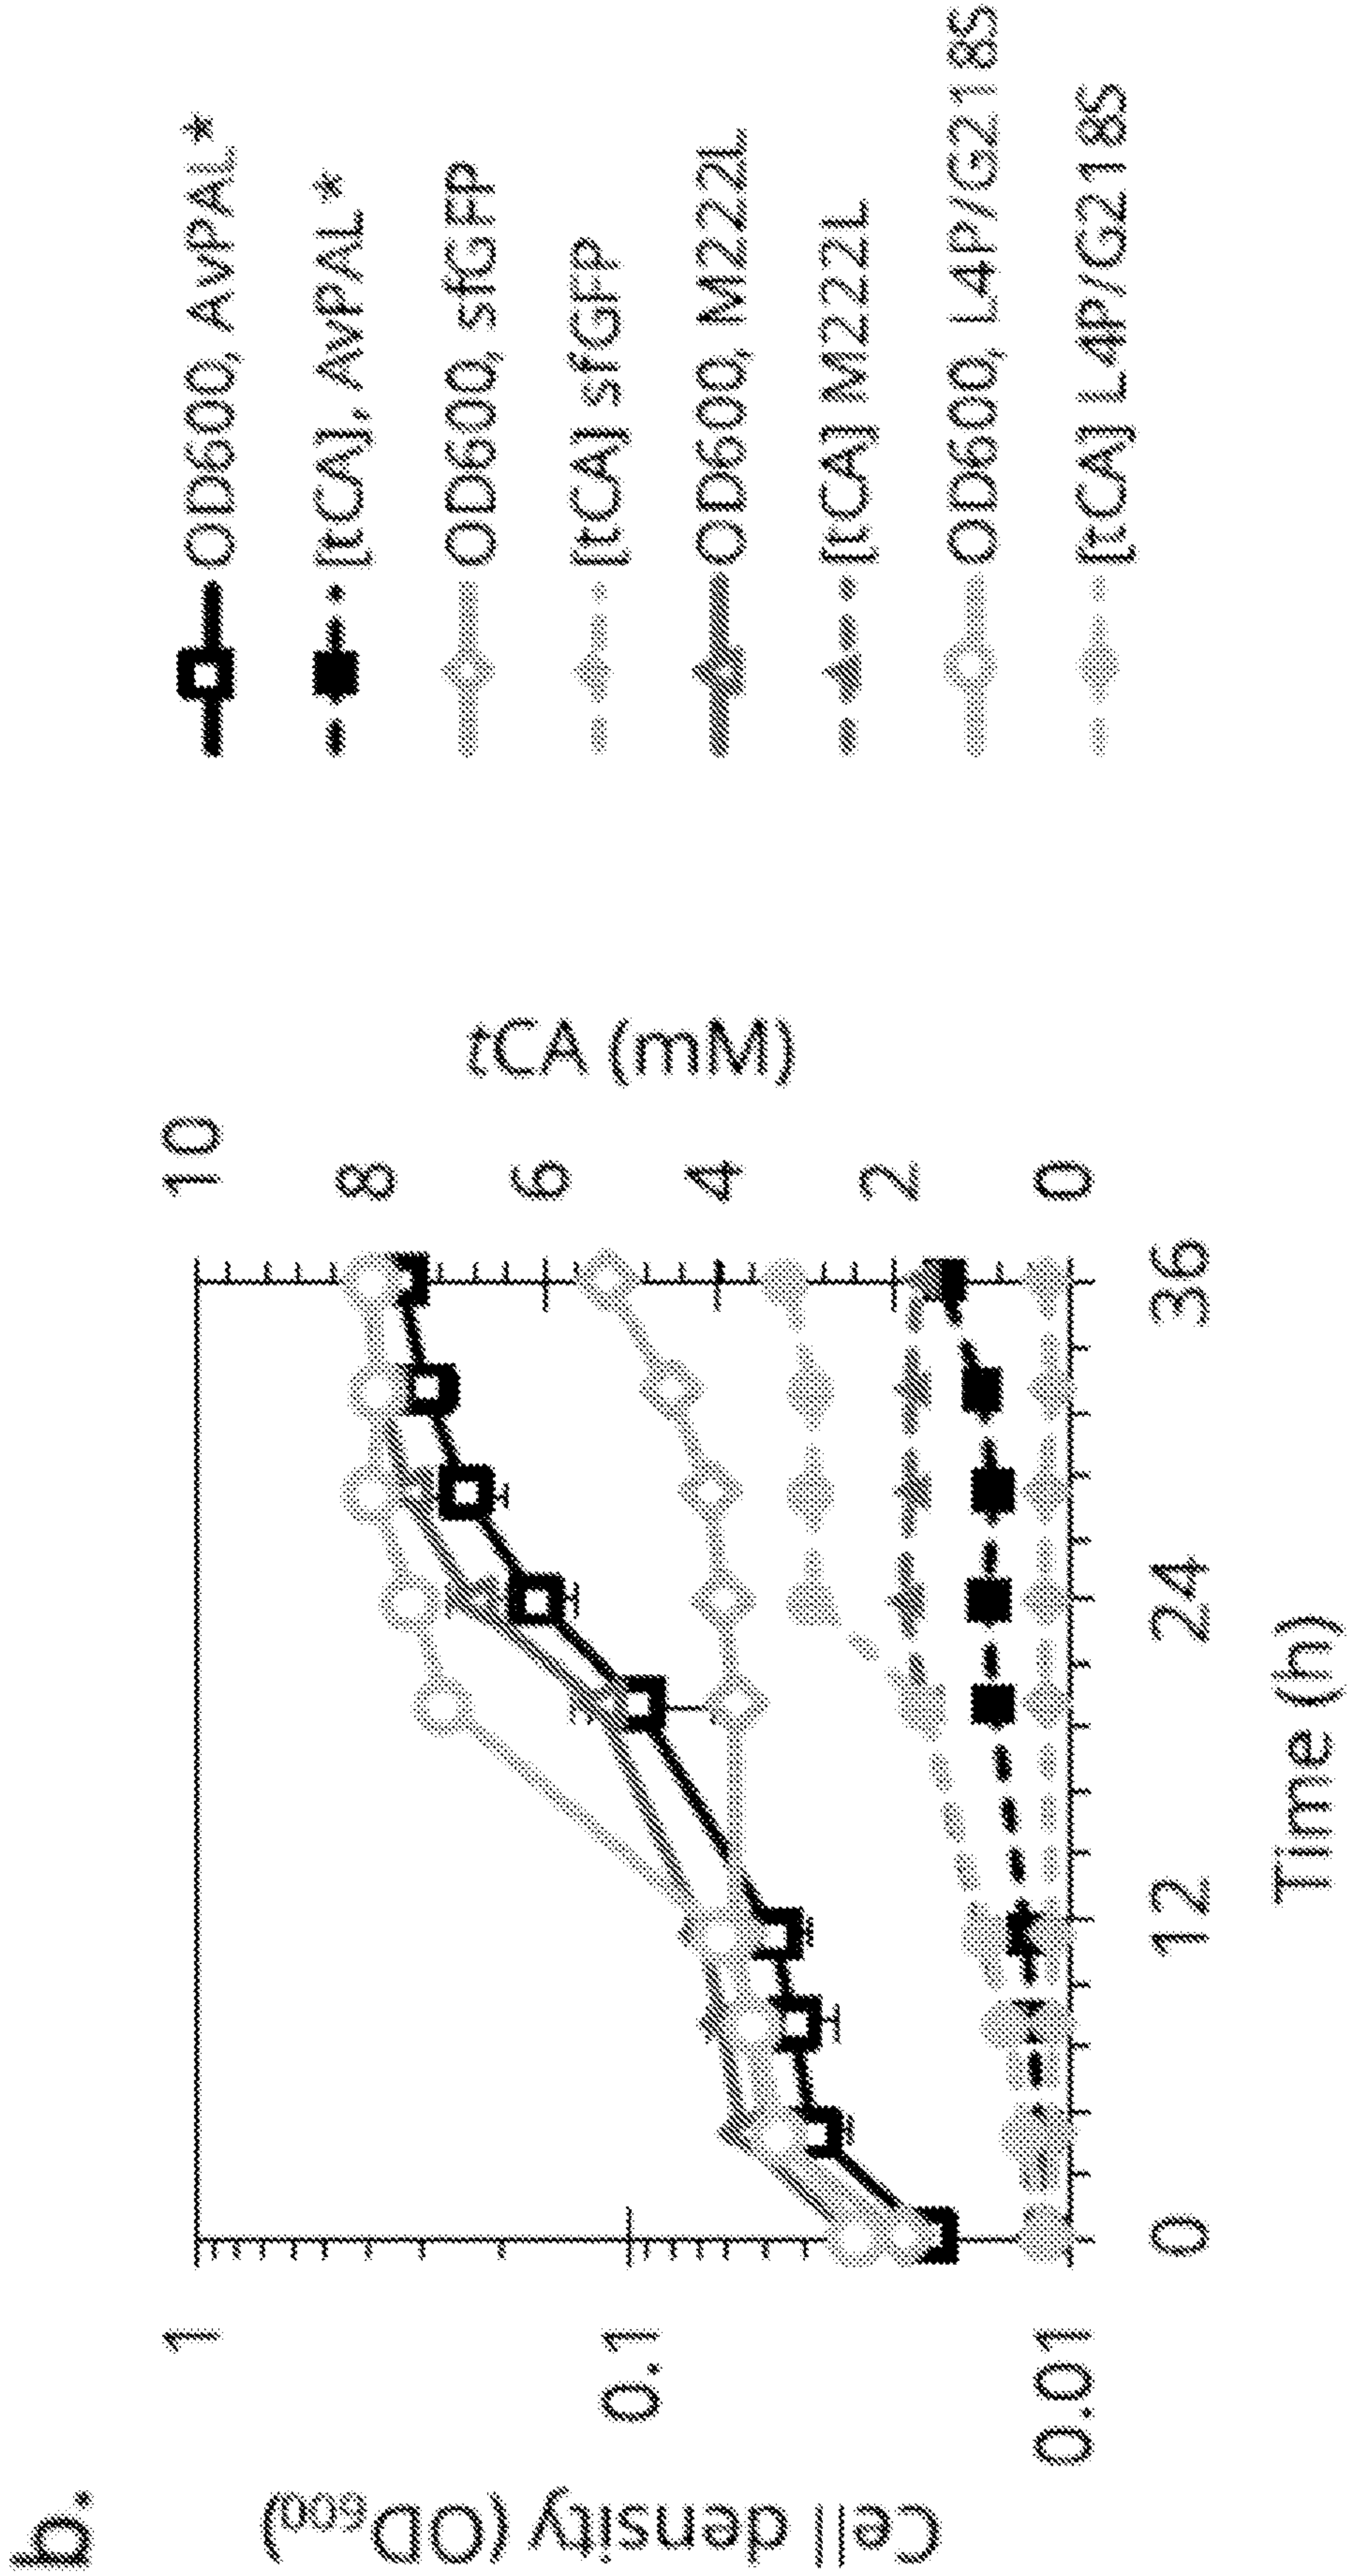 b.
Cell density (OD600)
1
0.1
0.01
0
12
24
36
Time (h)
10
8
6
4
2
0
tCA (mM)
OD600, AvPAL*
[tCA], AvPAL*
OD600, sfGFP
[tCA] sfGFP
OD600, M222L
[tCA] M222L
OD600, L4P/G218S
[tCA] L4P/G218S